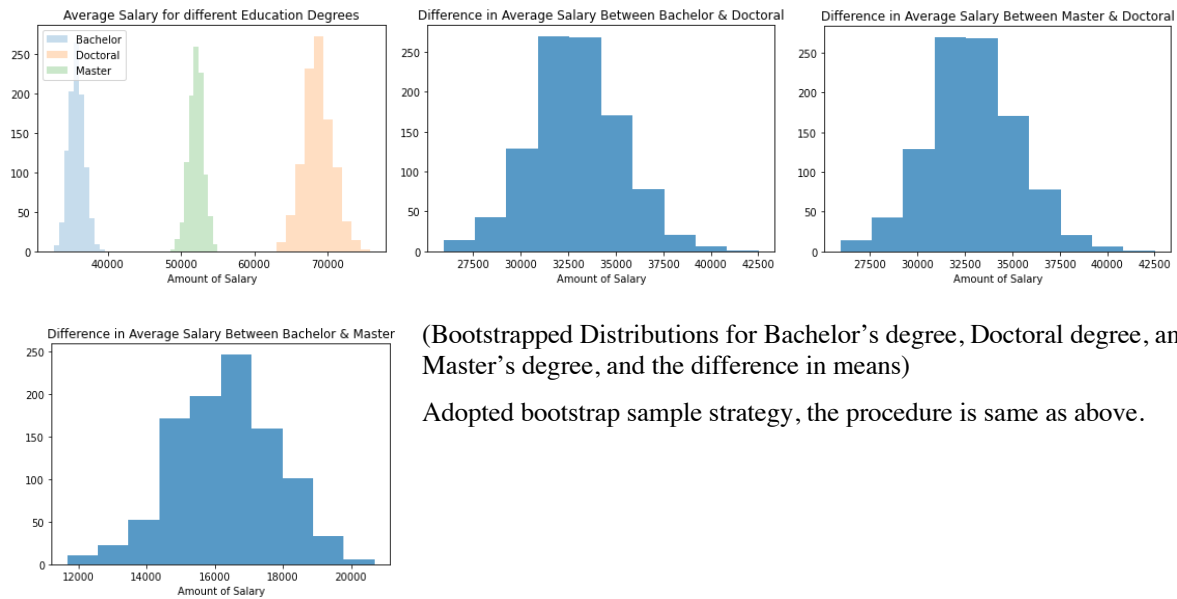 Average Salary for different Education Degrees
250
200
150
100
50
0
Bachelor
Doctoral
Master
40000 50000 60000 70000
Amount of Salary
Difference in Average Salary Between Bachelor & Doctoral
250
200
150
100
50
0
27500 30000 32500 35000 37500 40000 42500
Amount of Salary
Difference in Average Salary Between Master & Doctoral
250
200
150
100
50
0
27500 30000 32500 35000 37500 40000 42500
Amount of Salary
Difference in Average Salary Between Bachelor & Master
250
200
150
100
50
0
12000 14000 16000 18000 20000
Amount of Salary
(Bootstrapped Distributions for Bachelor’s degree, Doctoral degree, an
Master’s degree, and the difference in means)
Adopted bootstrap sample strategy, the procedure is same as above.